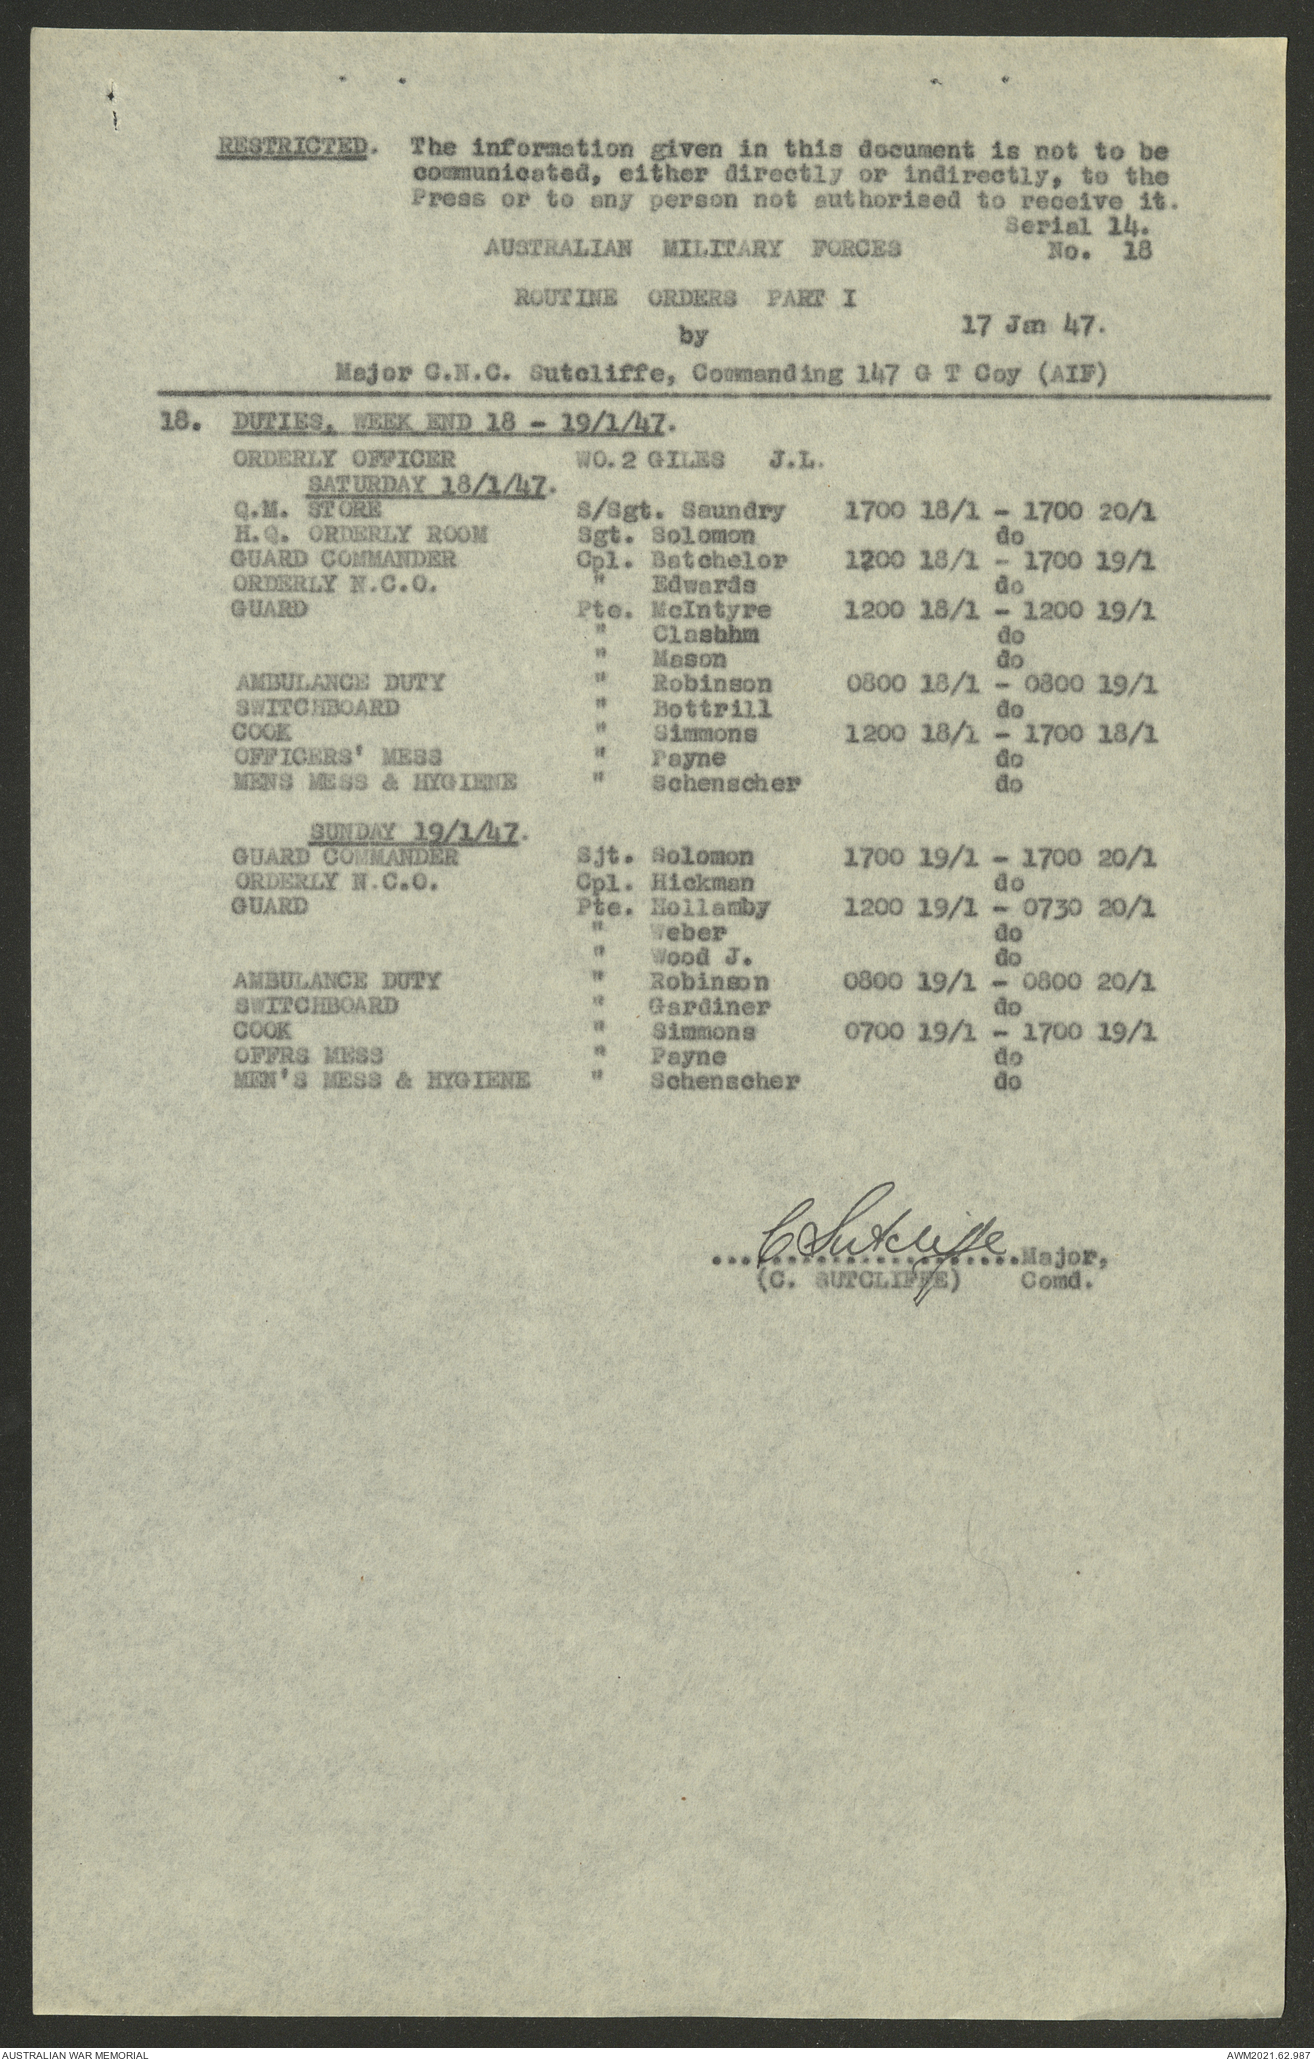 RESTRICTED. The information given in this document is not to be
communicated, either directly or indirectly, to the
Press or to any person not authorised to receive it.
Serial 14.
AUSTRALIAN MILITARY FORCES No. 18
ROUTINE ORDERS PART I
by 17 Jan 47.
Major C.N.C. Sutcliffe, Commanding 147 G T Coy (AIF)
18. DUTIES. WEEK END 18 - 19/1/47.
ORDERLY OFFICER WO.2 GILES J.L.
SATURDAY 18/1/47.
Q.M. STORE S/Sgt. Saundry 1700 18/1 - 1700 20/1
H.Q. ORDERLY ROOM Sgt. Solomon do
GUARD COMMANDER Cpl. Batchelor 1200 18/1 - 1700 19/1
ORDERLY N.C.O. " Edwards do
GUARD Pte. McIntyre 1200 18/1 - 1200 19/1
" Clashhm do
" Mason do
AMBULANCE DUTY " Robinson 0800 18/1 - 0800 19/1
SWITCHBOARD " Bottrill do
COOK " Simmons 1200 18/1 - 1700 18/1
OFFICERS' MESS " Payne do
MENS MESS & HYGIENE " Schenscher do
SUNDAY 19/1/47.
GUARD COMMANDER Sjt. Solomon 1700 19/1 - 1700 20/1
ORDERLY N.C.O. Cpl. Hickman do
GUARD Pte. Hollamby 1200 19/1 - 0730 20/1
" Weber do
" Wood J. do
AMBULANCE DUTY " Robinson 0800 19/1 - 0800 20/1
SWITCHBOARD " Gardiner do
COOK " Simmons 0700 19/1 - 1700 19/1
OFFRS MESS " Payne do
MEN'S MESS & HYGIENE " Schenscher do
C Sutcliffe
....................Major,
(C. SUTCLIFFE) Comd.
AUSTRALIAN WAR MEMORIAL AWM2021.62.987